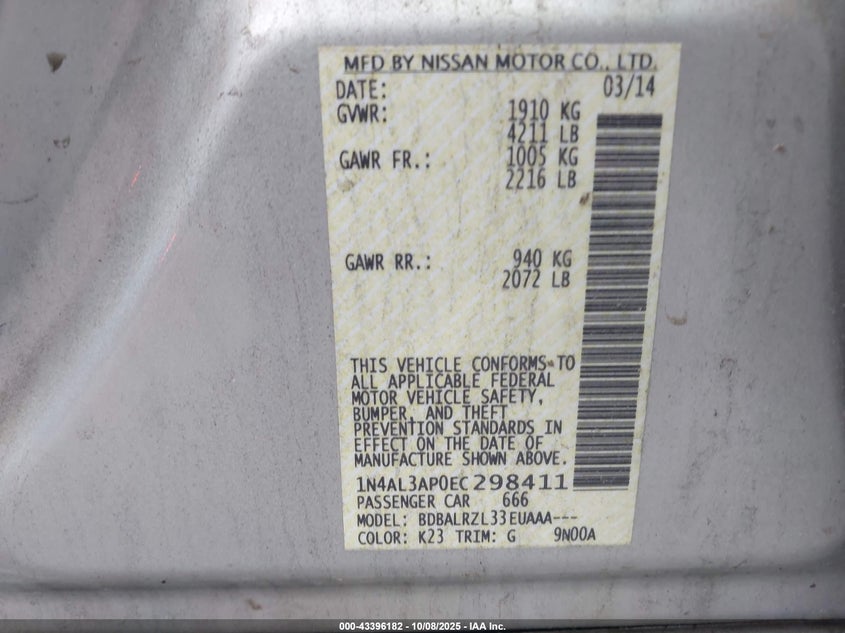 MFD BY NISSAN MOTOR CO., LTD.
DATE: 03/14
GVWR: 1910 KG
4211 LB
GAWR FR.: 1005 KG
2216 LB
GAWR RR.: 940 KG
2072 LB
THIS VEHICLE CONFORMS TO
ALL APPLICABLE FEDERAL
MOTOR VEHICLE SAFETY,
BUMPER, AND THEFT
PREVENTION STANDARDS IN
EFFECT ON THE DATE OF
MANUFACTURE SHOWN ABOVE.
1N4AL3AP0EC298411
PASSENGER CAR 666
MODEL: BDBALRZL33EUAAA---
COLOR: K23 TRIM: G 9N00A
000-43396182 - 10/08/2025 - IAA Inc.